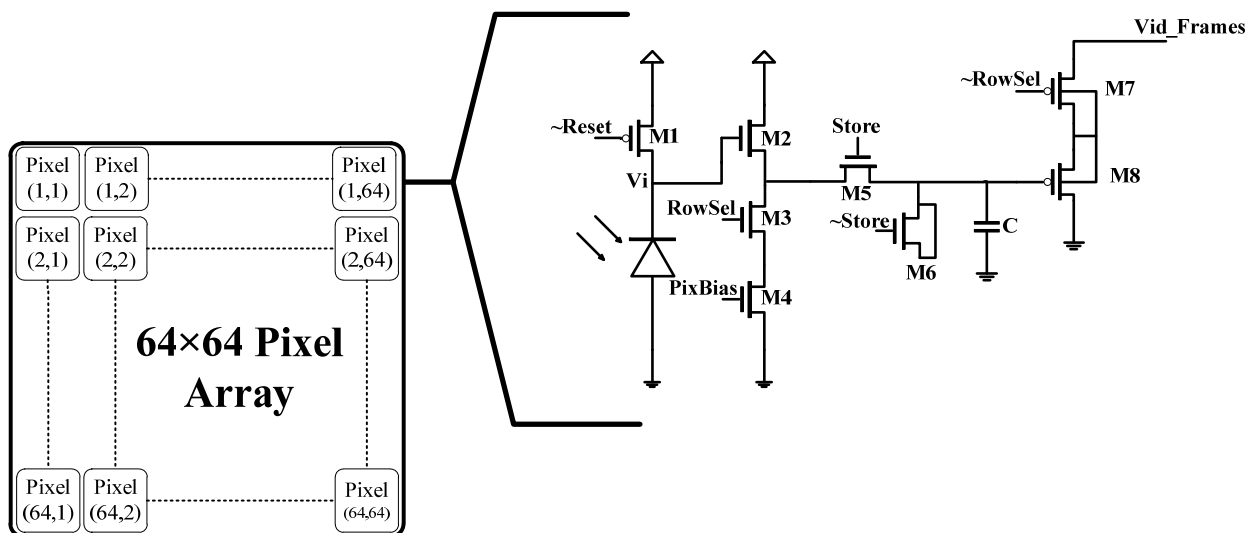 Vid_Frames
~RowSel
M7
~Reset
M1
M2
Store
Vi
M5
M8
RowSel
M3
~Store
C
M6
PixBias
M4
Pixel
(1,1)
Pixel
(1,2)
Pixel
(1,64)
Pixel
(2,1)
Pixel
(2,2)
Pixel
(2,64)
64×64 Pixel
Array
Pixel
(64,1)
Pixel
(64,2)
Pixel
(64,64)